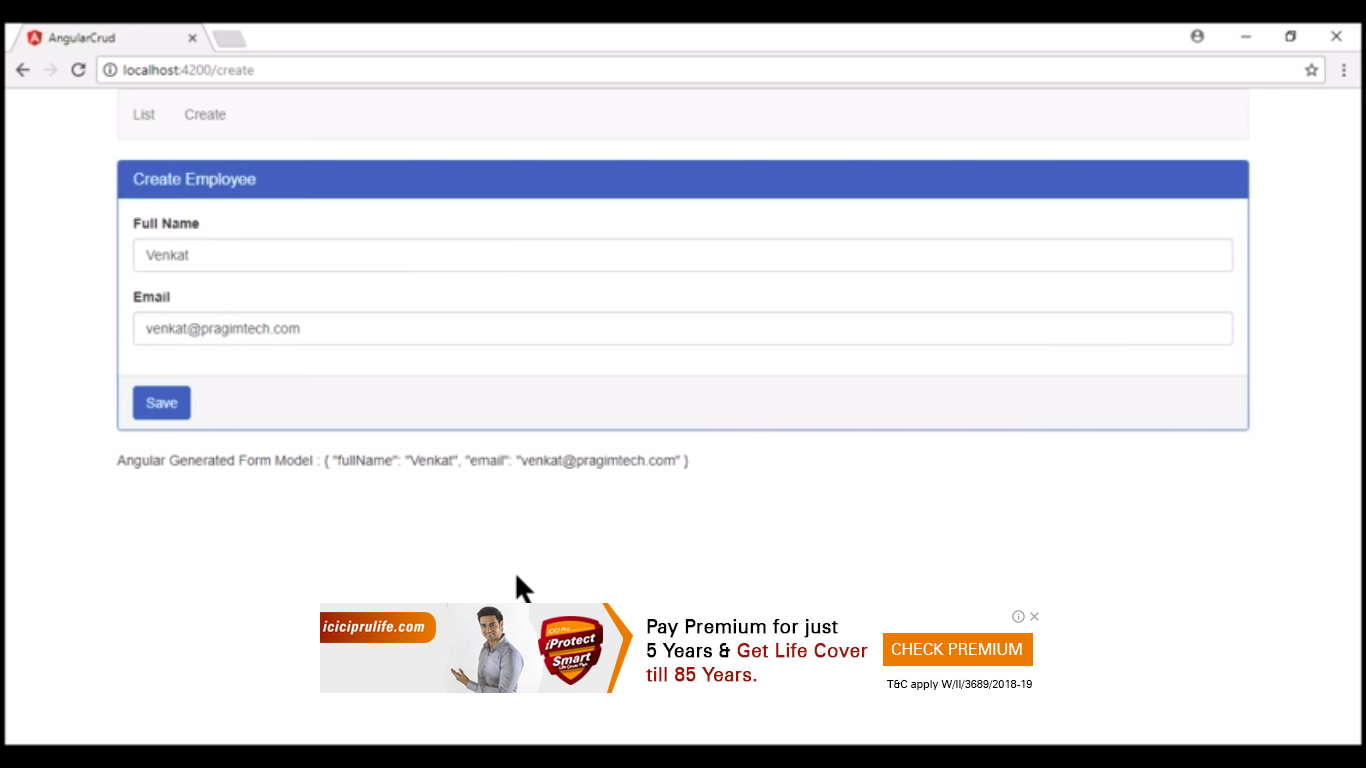 AngularCrud
localhost:4200/create
List Create
Create Employee
Full Name
Venkat
Email
venkat@pragimtech.com
Save
Angular Generated Form Model : { "fullName": "Venkat", "email": "venkat@pragimtech.com" }
iciciprulife.com
iProtect
Smart
Pay Premium for just
5 Years & Get Life Cover
till 85 Years.
CHECK PREMIUM
T&C apply W/II/3689/2018-19